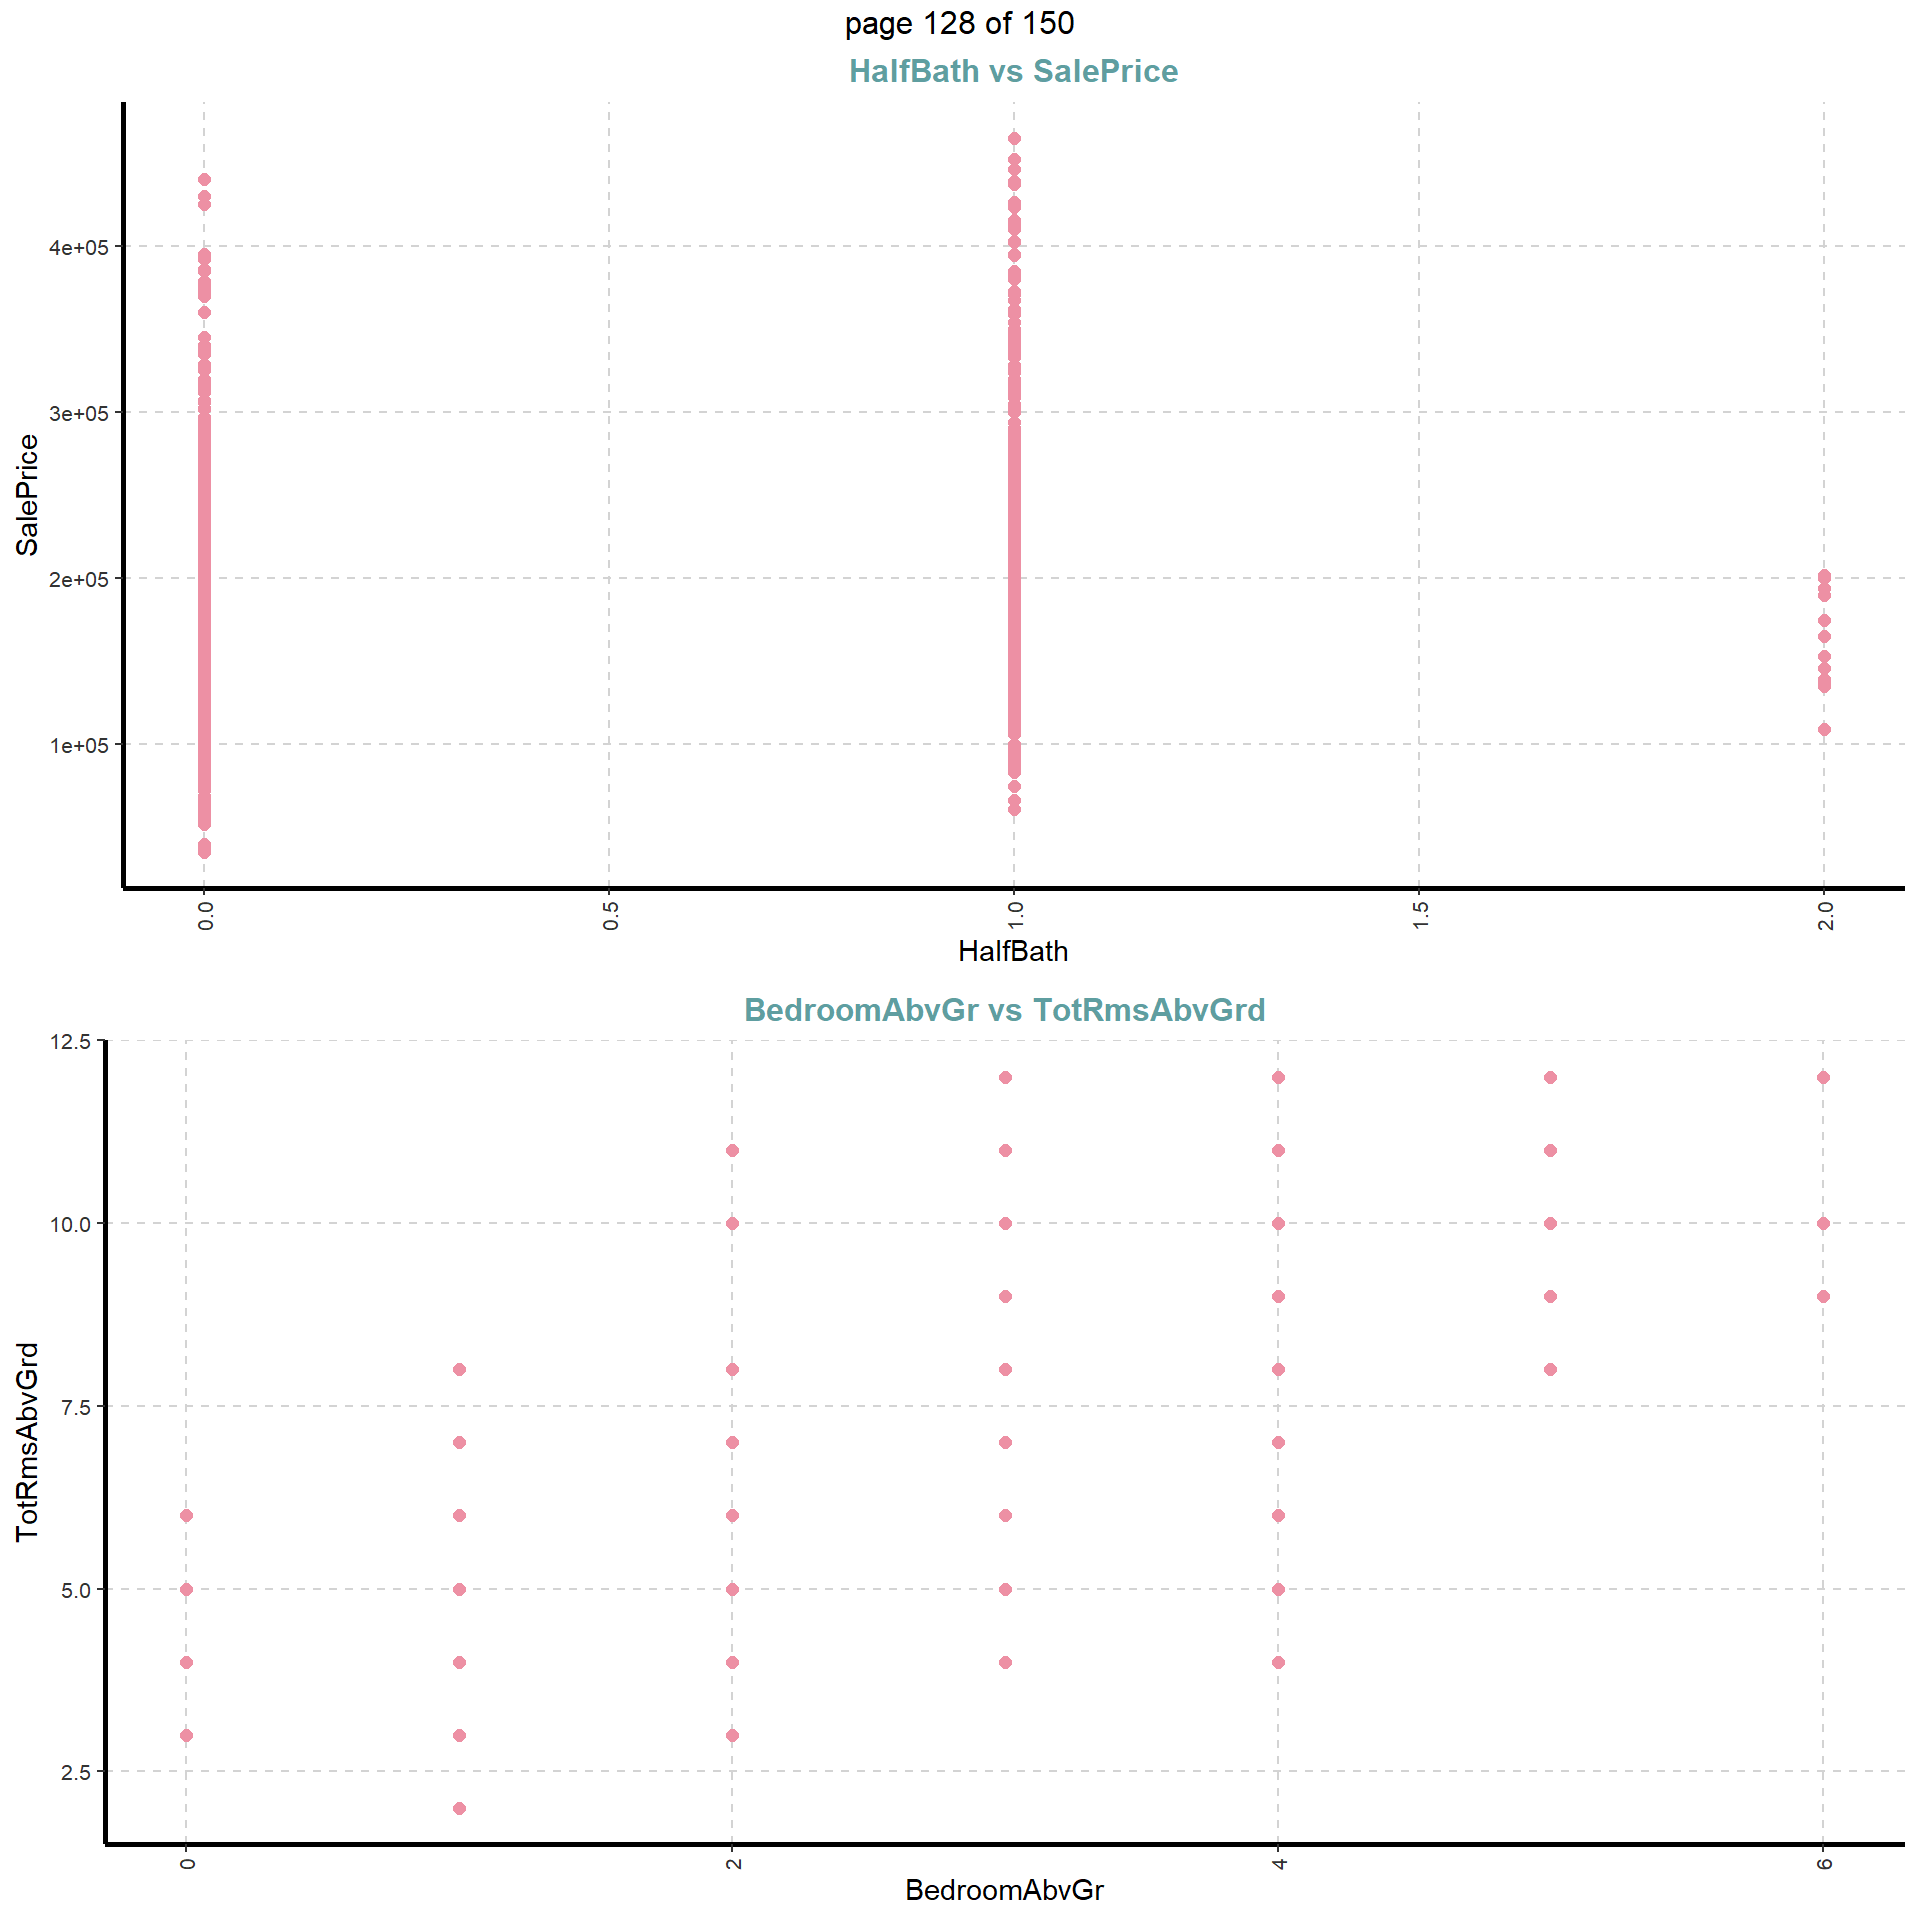 page 128 of 150
HalfBath vs SalePrice
4e+05
3e+05
2e+05
1e+05
SalePrice
0.0
0.5
1.0
1.5
2.0
HalfBath
BedroomAbvGr vs TotRmsAbvGrd
12.5
10.0
7.5
5.0
2.5
TotRmsAbvGrd
0
2
4
6
BedroomAbvGr